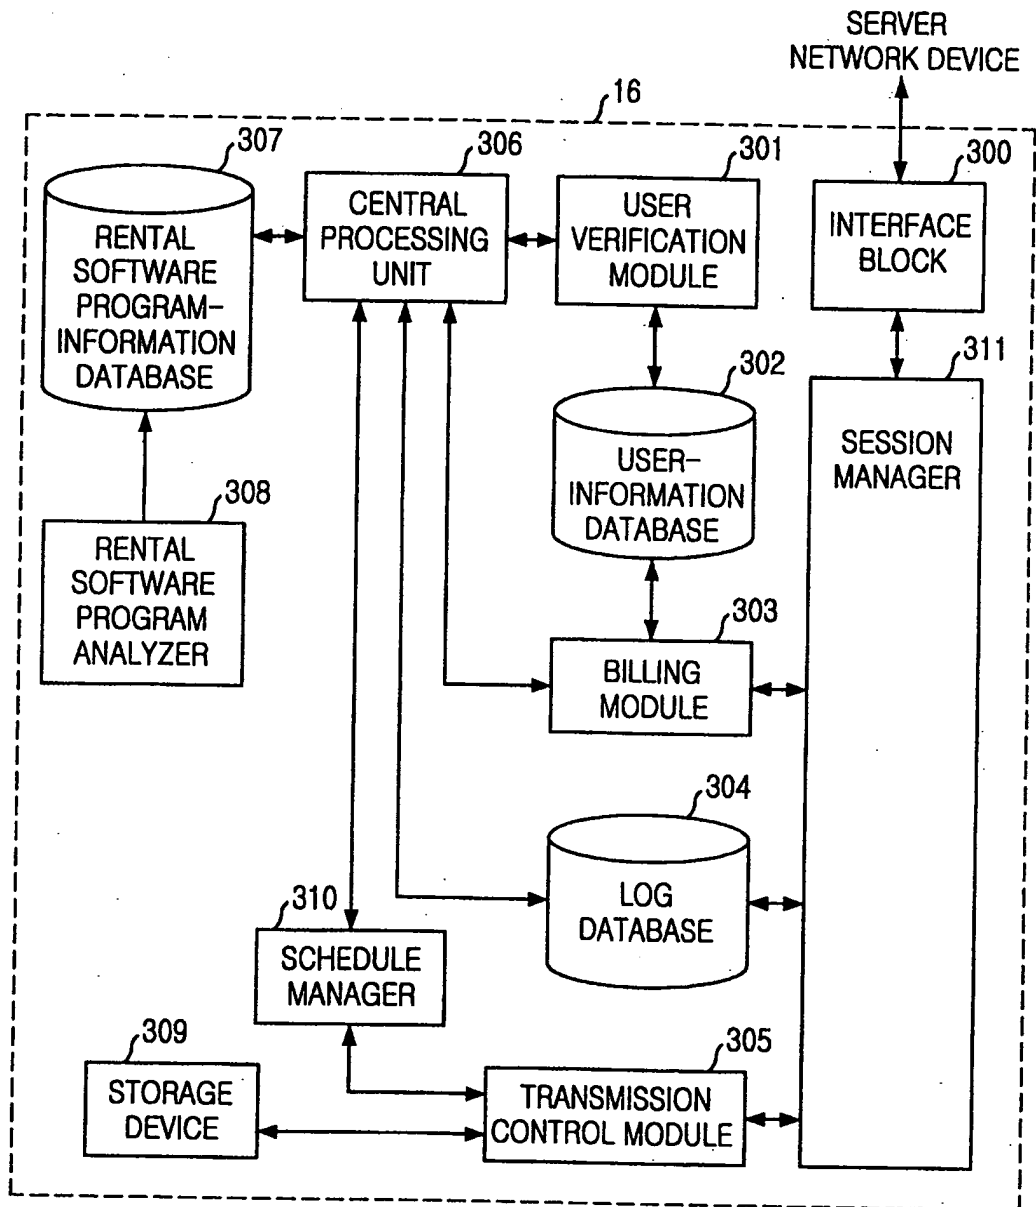 SERVER
NETWORK DEVICE
16
307
306
301
300
RENTAL
SOFTWARE
PROGRAM-
INFORMATION
DATABASE
CENTRAL
PROCESSING
UNIT
USER
VERIFICATION
MODULE
INTERFACE
BLOCK
302
311
USER-
INFORMATION
DATABASE
SESSION
MANAGER
308
RENTAL
SOFTWARE
PROGRAM
ANALYZER
303
BILLING
MODULE
304
LOG
DATABASE
310
SCHEDULE
MANAGER
309
STORAGE
DEVICE
305
TRANSMISSION
CONTROL MODULE